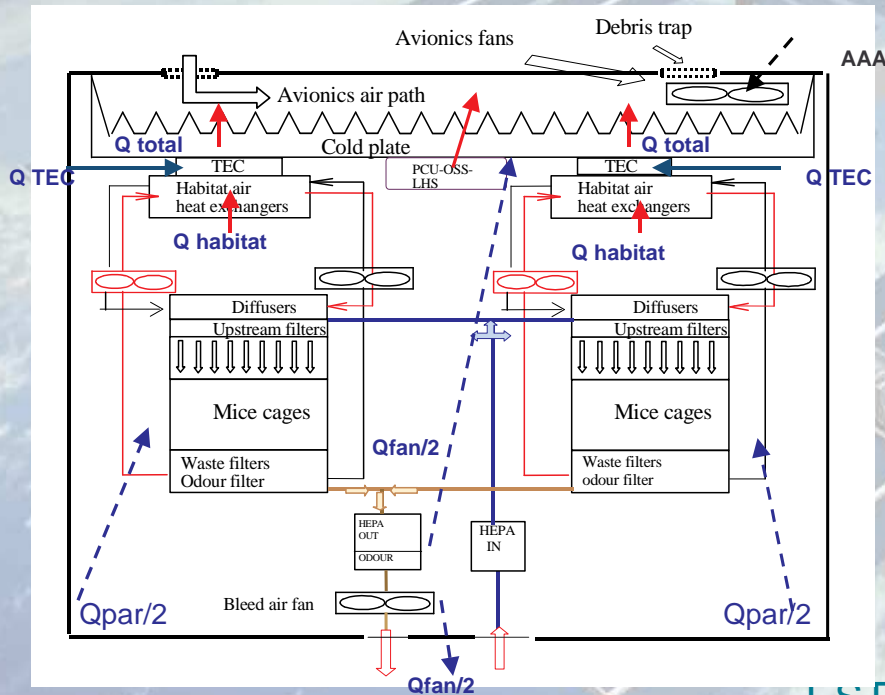 Debris trap
Avionics fans
AAA
Avionics air path
Q total
Q total
Cold plate
Q TEC
TEC
PCU-OSS-
LHS
TEC
Q TEC
Habitat air
heat exchangers
Habitat air
heat exchangers
Q habitat
Q habitat
Diffusers
Diffusers
Upstream filters
Upstream filters
Mice cages
Mice cages
Qfan/2
Waste filters
Odour filter
Waste filters
odour filter
HEPA
OUT
ODOUR
HEPA
IN
Bleed air fan
Qpar/2
Qpar/2
Qfan/2